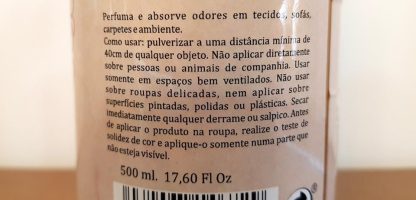 Perfuma e absorve odores em tecidos, sofás,
carpetes e ambiente.
Como usar: pulverizar a uma distância mínima de
40cm de qualquer objeto. Não aplicar diretamente
sobre pessoas ou animais de companhia. Usar
somente em espaços bem ventilados. Não usar
sobre roupas delicadas, nem aplicar sobre
superfícies pintadas, polidas ou plásticas. Secar
imediatamente qualquer derrame ou salpico. Antes
de aplicar o produto na roupa, realize o teste de
solidez de cor e aplique-o somente numa parte que
não esteja visível.
500 ml. 17,60 Fl Oz
®